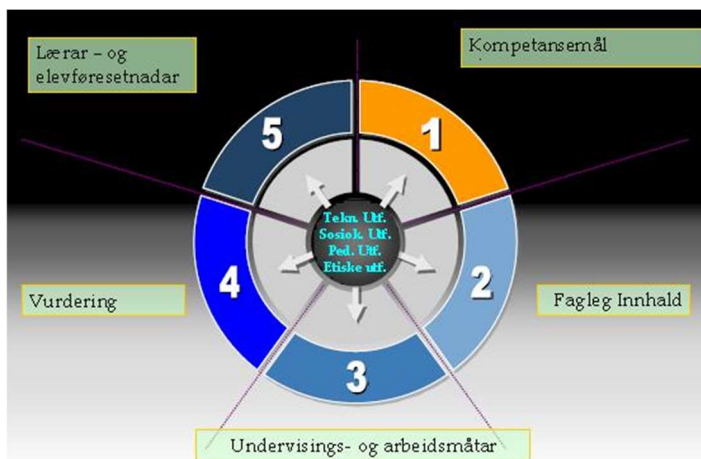 Lærar – og
elevføresetnadar
Kompetansemål
5
1
Tekn. Utf.
Sosiok. Utf.
Ped. Utf.
Etiske utf.
4
2
Vurdering
Fagleg Innhald
3
Undervisings- og arbeidsmåtar